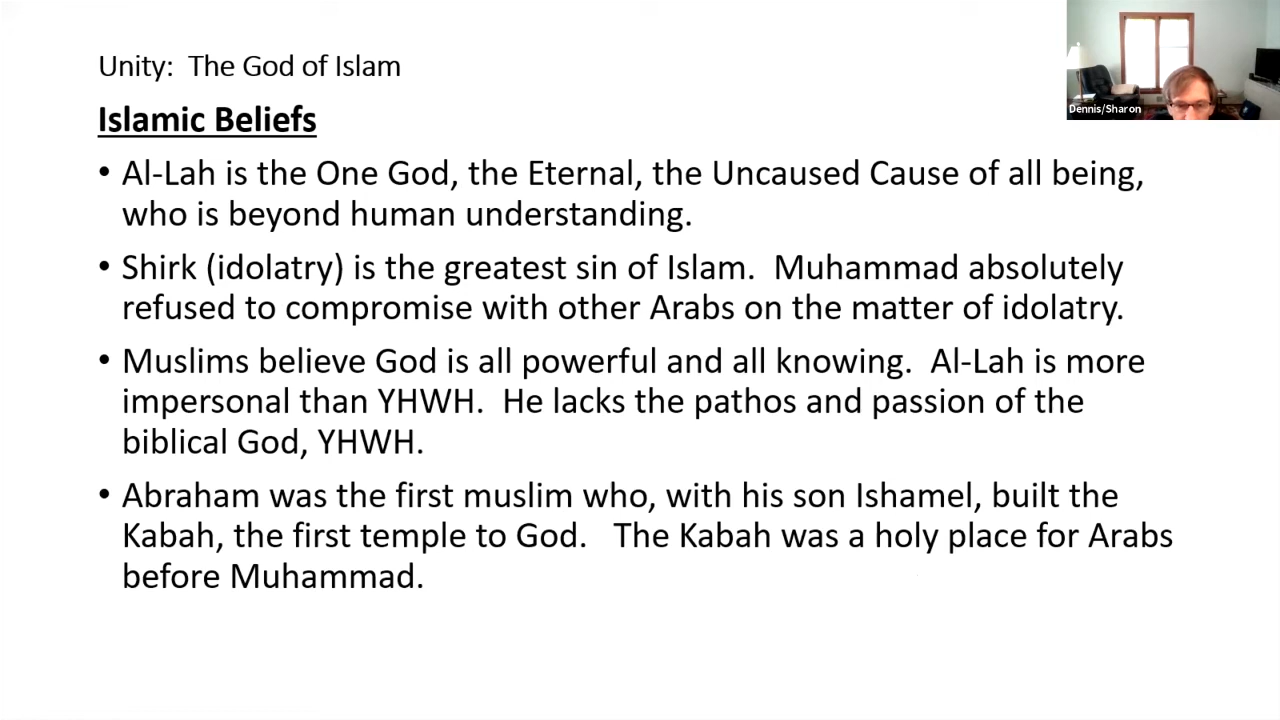 Unity:  The God of Islam
Islamic Beliefs
• Al-Lah is the One God, the Eternal, the Uncaused Cause of all being,
who is beyond human understanding.
• Shirk (idolatry) is the greatest sin of Islam.  Muhammad absolutely
refused to compromise with other Arabs on the matter of idolatry.
• Muslims believe God is all powerful and all knowing.  Al-Lah is more
impersonal than YHWH.  He lacks the pathos and passion of the
biblical God, YHWH.
• Abraham was the first muslim who, with his son Ishamel, built the
Kabah, the first temple to God.   The Kabah was a holy place for Arabs
before Muhammad.
Dennis/Sharon